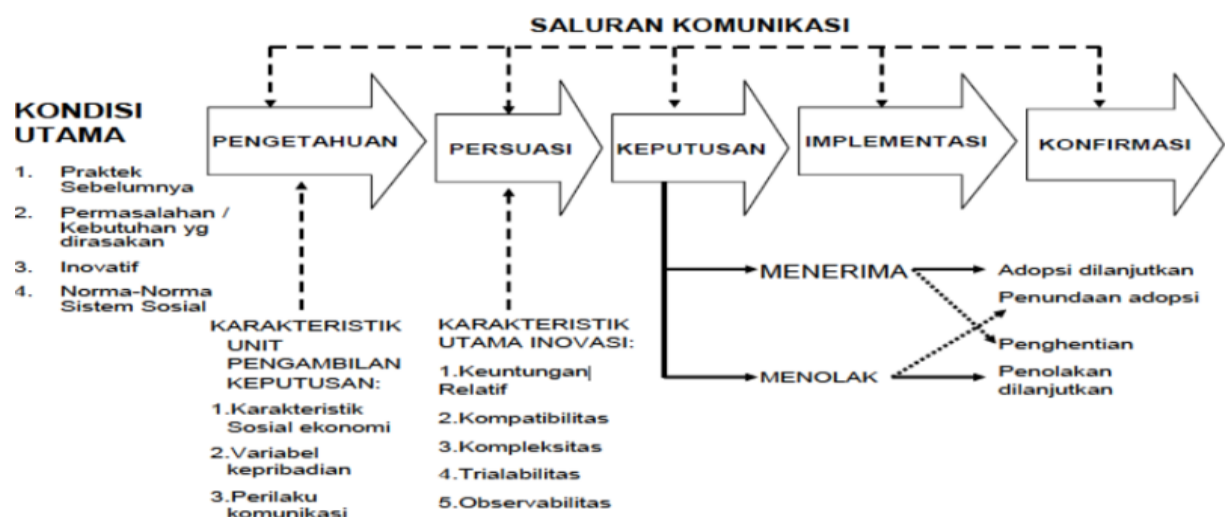 SALURAN KOMUNIKASI
KONDISI
UTAMA
1. Praktek
Sebelumnya
2. Permasalahan /
Kebutuhan yg
dirasakan
3. Inovatif
4. Norma-Norma
Sistem Sosial
PENGETAHUAN
PERSUASI
KEPUTUSAN
IMPLEMENTASI
KONFIRMASI
KARAKTERISTIK
UNIT
PENGAMBILAN
KEPUTUSAN:
1.Karakteristik
Sosial ekonomi
2.Variabel
kepribadian
3.Perilaku
komunikasi
KARAKTERISTIK
UTAMA INOVASI:
1.Keuntungan|
Relatif
2.Kompatibilitas
3.Kompleksitas
4.Trialabilitas
5.Observabilitas
MENERIMA
MENOLAK
Adopsi dilanjutkan
Penundaan adopsi
Penghentian
Penolakan
dilanjutkan